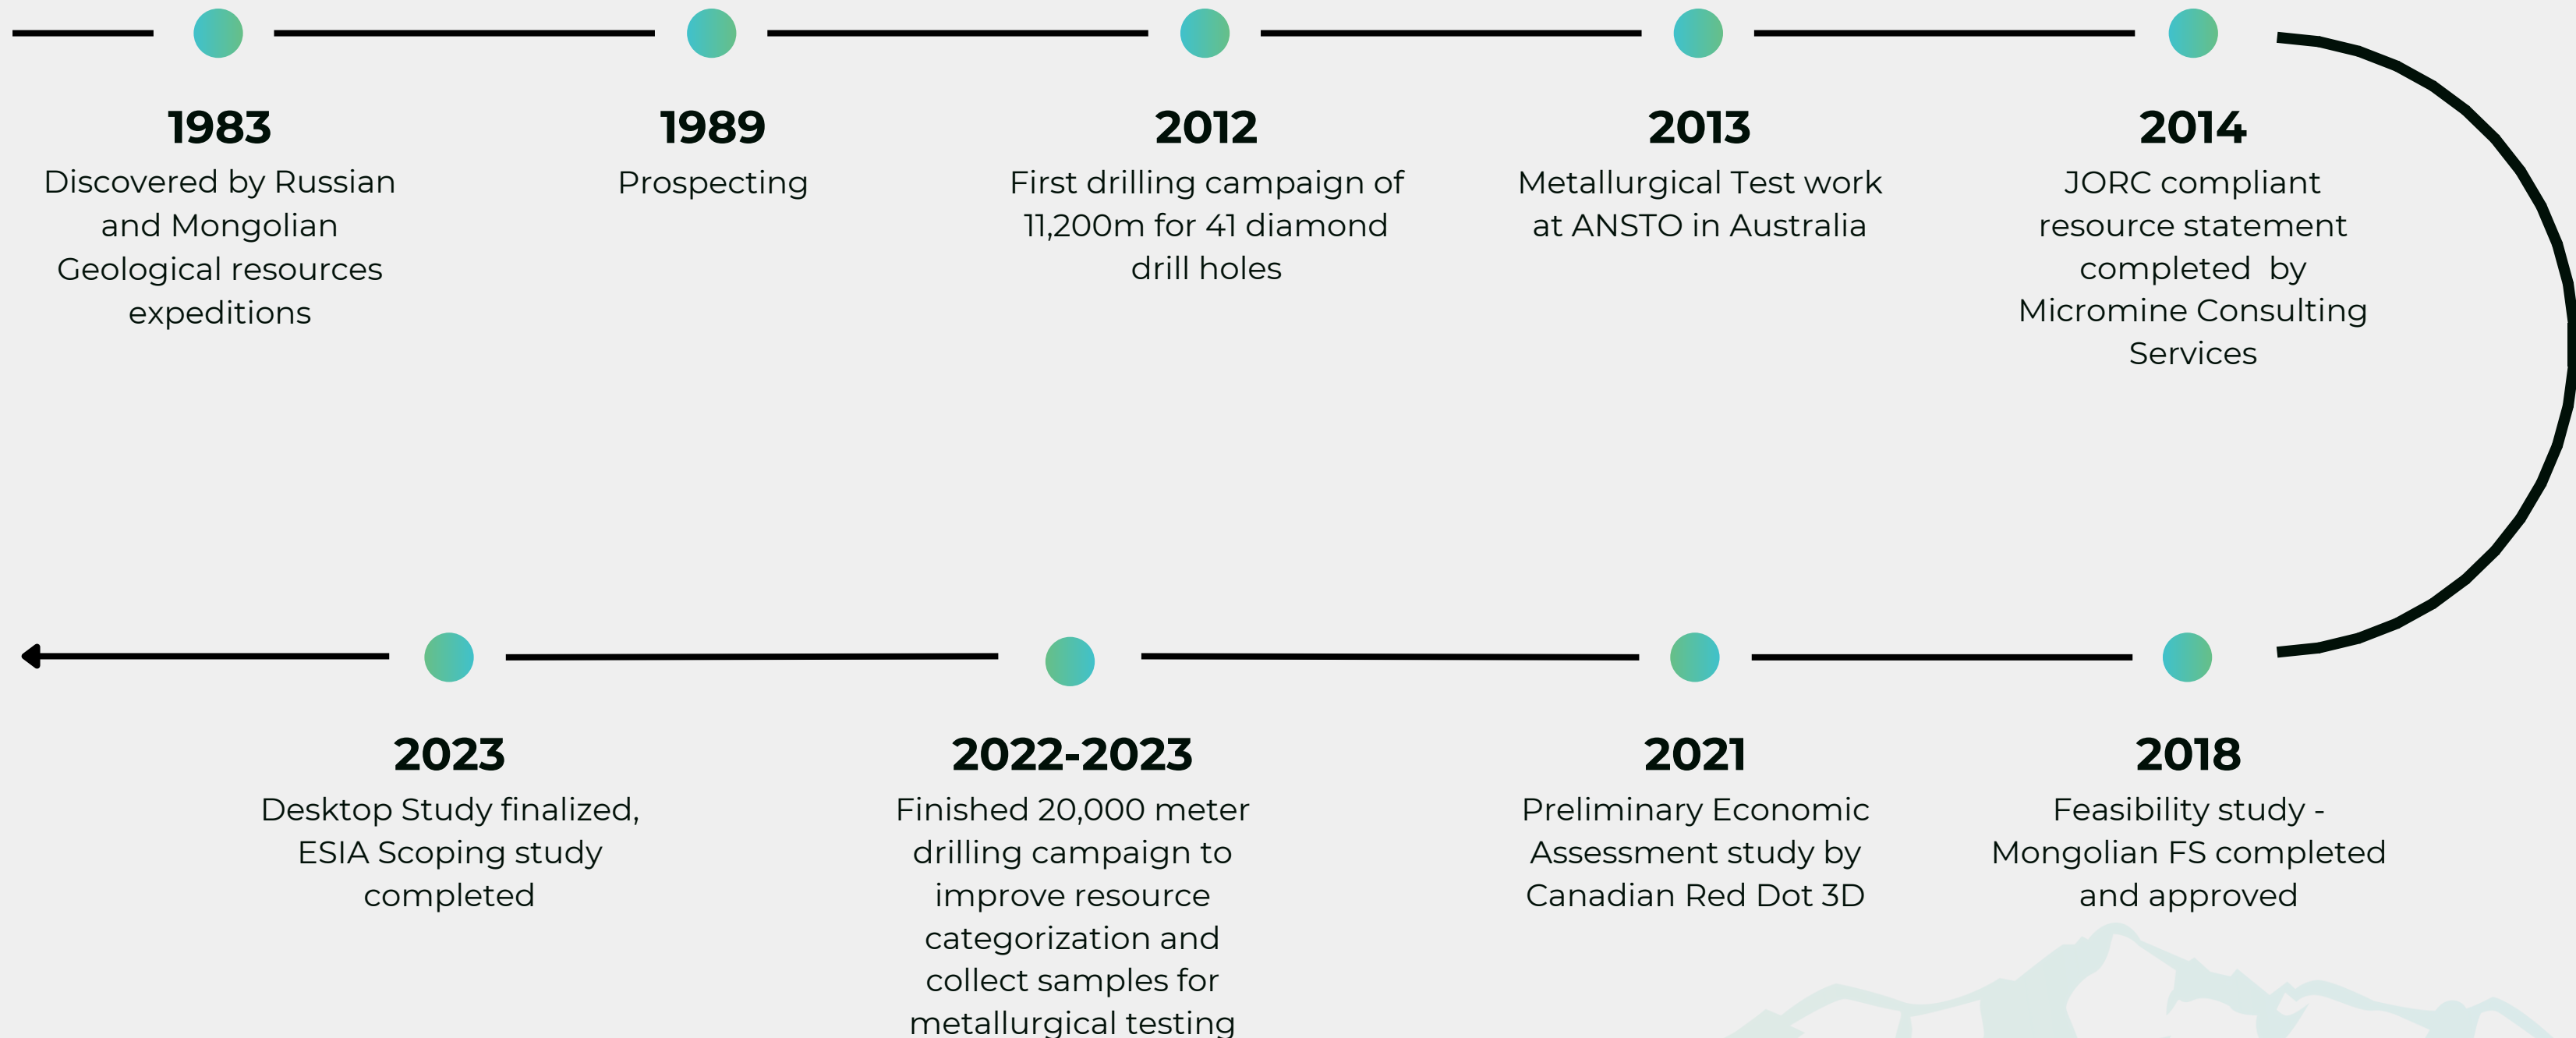 1983
Discovered by Russian
and Mongolian
Geological resources
expeditions
1989
Prospecting
2012
First drilling campaign of
11,200m for 41 diamond
drill holes
2013
Metallurgical Test work
at ANSTO in Australia
2014
JORC compliant
resource statement
completed  by
Micromine Consulting
Services
2018
Feasibility study -
Mongolian FS completed
and approved
2021
Preliminary Economic
Assessment study by
Canadian Red Dot 3D
2022-2023
Finished 20,000 meter
drilling campaign to
improve resource
categorization and
collect samples for
metallurgical testing
2023
Desktop Study finalized,
ESIA Scoping study
completed